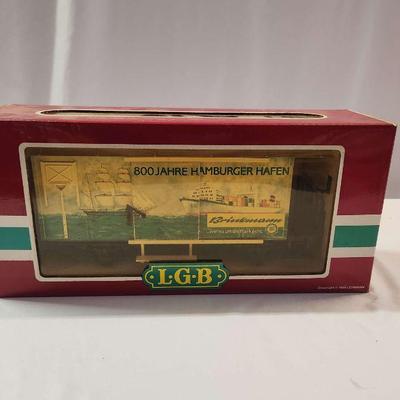 800 JAHRE HAMBURGER HAFEN
Brinkmann
L·G·B